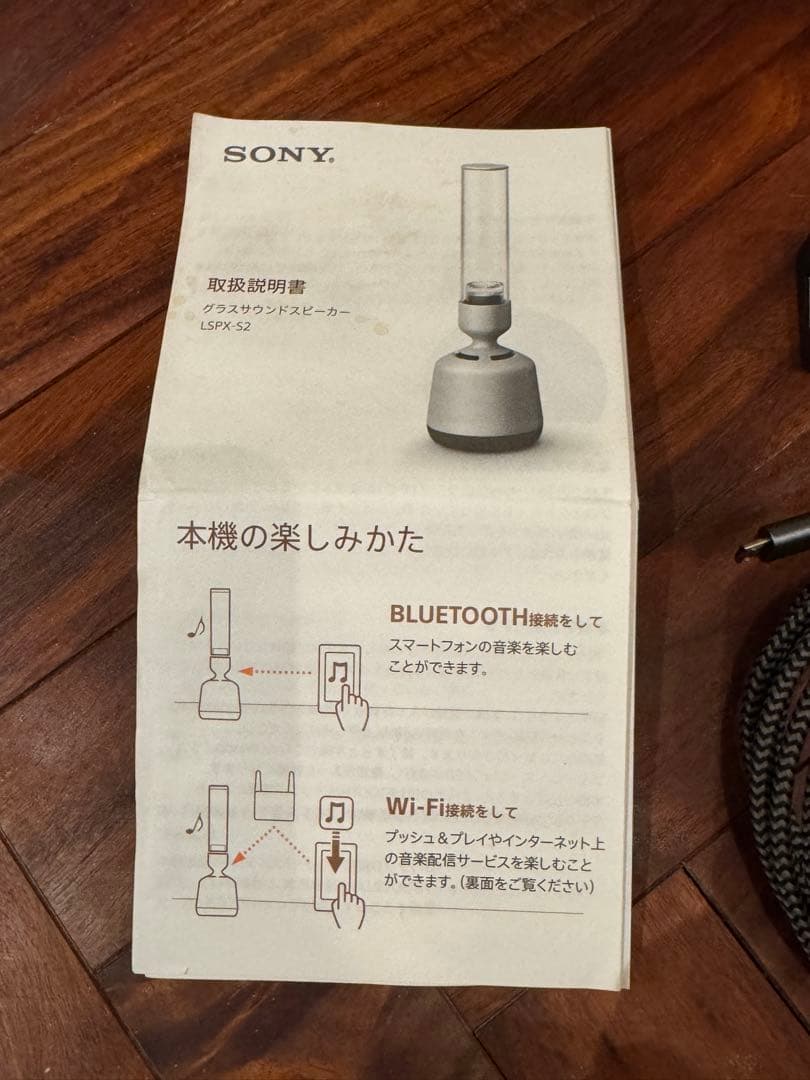 SONY®
取扱説明書
グラスサウンドスピーカー
LSPX-S2
本機の楽しみかた
BLUETOOTH接続をして
スマートフォンの音楽を楽しむ
ことができます。
Wi-Fi接続をして
プッシュ＆プレイやインターネット上
の音楽配信サービスを楽しむこと
ができます。（裏面をご覧ください）